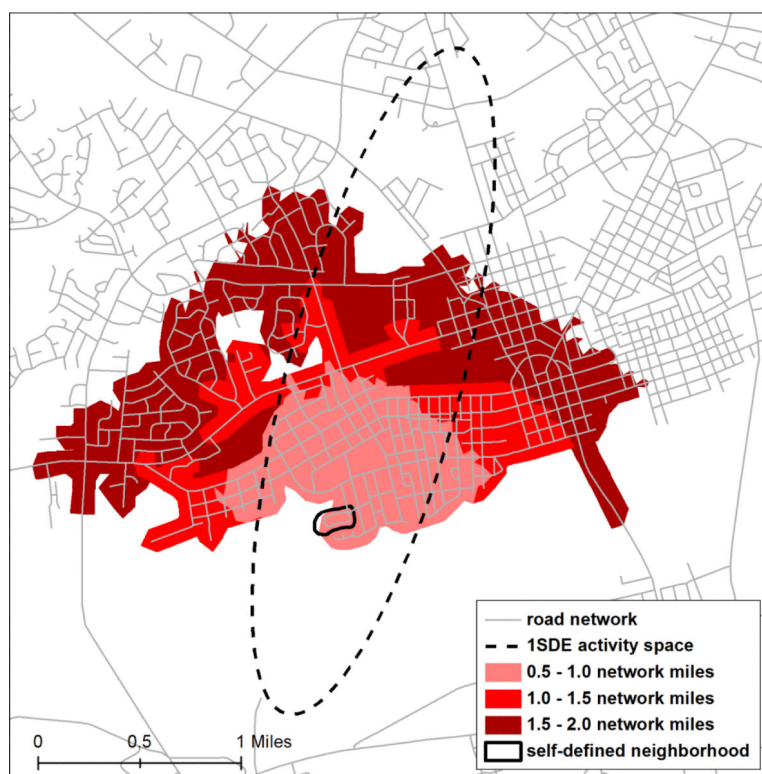 road network
1SDE activity space
0.5 - 1.0 network miles
1.0 - 1.5 network miles
1.5 - 2.0 network miles
self-defined neighborhood
0 0.5 1 Miles